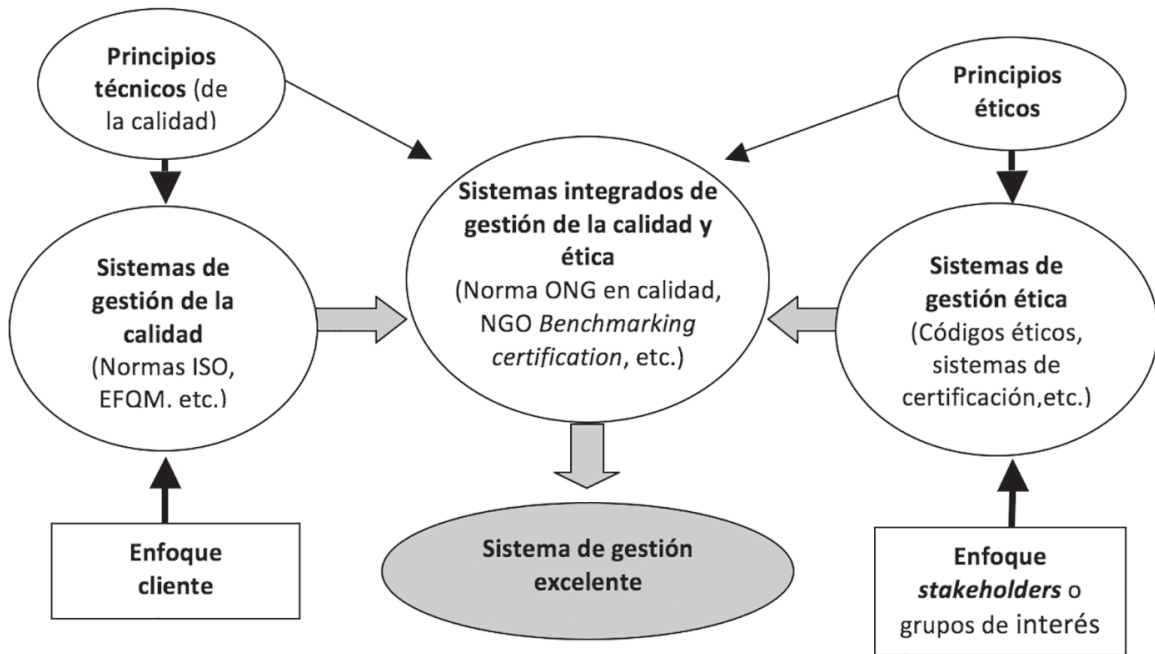 Principios
técnicos (de
la calidad)
Principios
éticos
Sistemas integrados de
gestión de la calidad y
ética
(Norma ONG en calidad,
NGO Benchmarking
certification, etc.)
Sistemas de
gestión de la
calidad
(Normas ISO,
EFQM. etc.)
Sistemas de
gestión ética
(Códigos éticos,
sistemas de
certificación,etc.)
Enfoque
cliente
Sistema de gestión
excelente
Enfoque
stakeholders o
grupos de interés